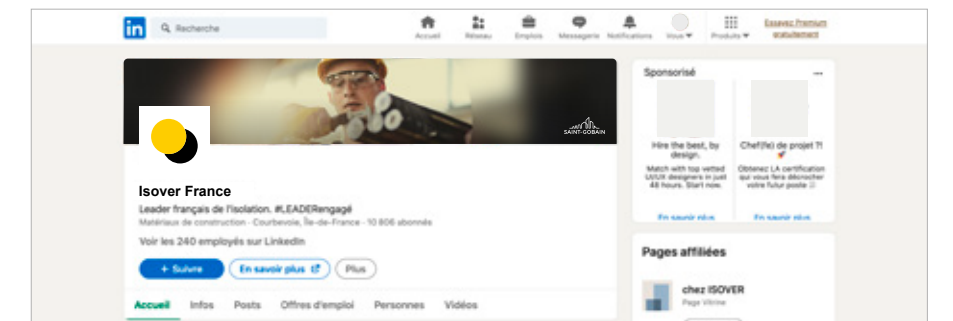 in
Recherche
Accueil
Réseau
Emplois
Messagerie
Notifications
Vous
Produits
Essayez Premium
gratuitement
SAINT-GOBAIN
Isover France
Leader français de l'isolation. #LEADERengagé
Matériaux de construction · Courbevoie, Île-de-France · 10 806 abonnés
Voir les 240 employés sur LinkedIn
+ Suivre
En savoir plus
Plus
Accueil
Infos
Posts
Offres d'emploi
Personnes
Vidéos
Sponsorisé
Hire the best, by
design.
Match with top vetted
UI/UX designers in just
48 hours. Start now.
En savoir plus
Chef(fe) de projet ?!
Obtenez LA certification
qui vous fera décrocher
votre futur poste
En savoir plus
Pages affiliées
chez ISOVER
Page Vitrine